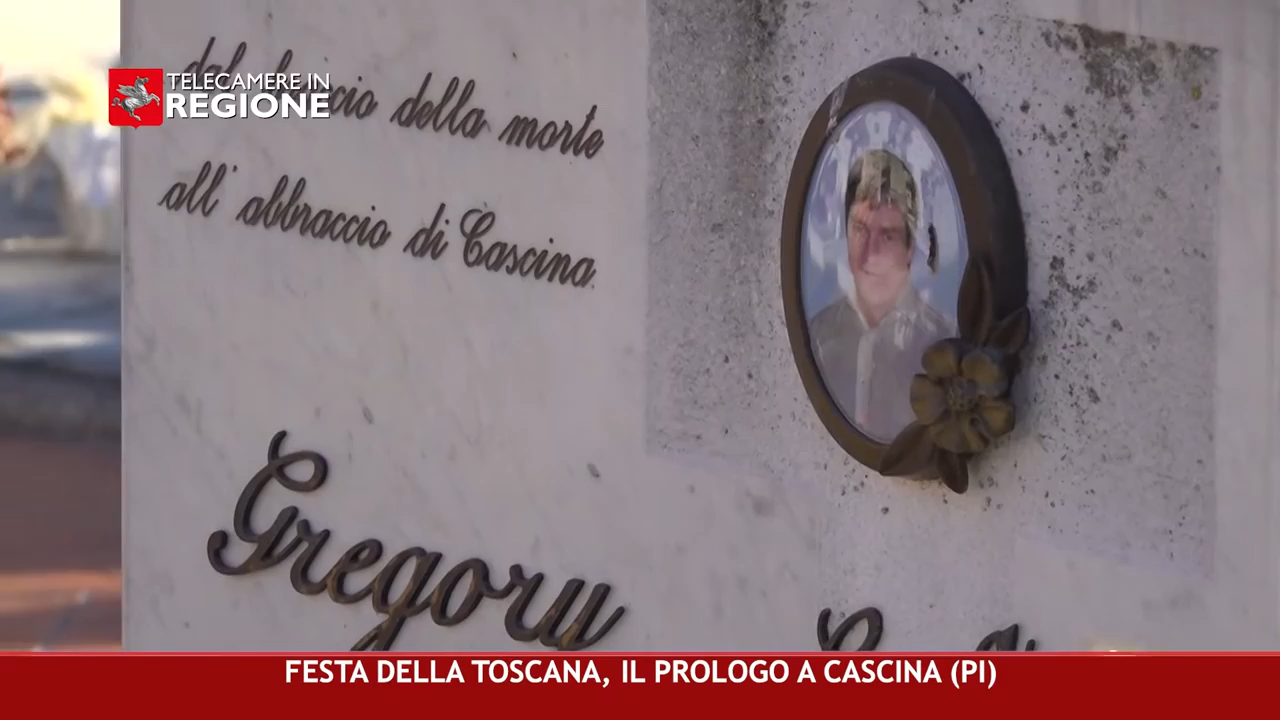 TELECAMERE IN
REGIONE
della morte
all' abbraccio di Cascina
Gregory
FESTA DELLA TOSCANA, IL PROLOGO A CASCINA (PI)